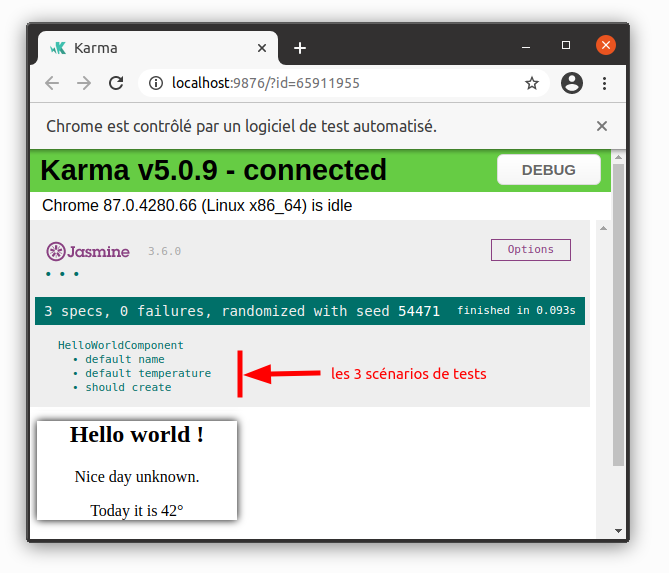 Karma
localhost:9876/?id=65911955
Chrome est contrôlé par un logiciel de test automatisé.
Karma v5.0.9 - connected
DEBUG
Chrome 87.0.4280.66 (Linux x86_64) is idle
Jasmine 3.6.0
Options
• • •
3 specs, 0 failures, randomized with seed 54471 finished in 0.093s
HelloWorldComponent
• default name
• default temperature
• should create
les 3 scénarios de tests
Hello world !
Nice day unknown.
Today it is 42°